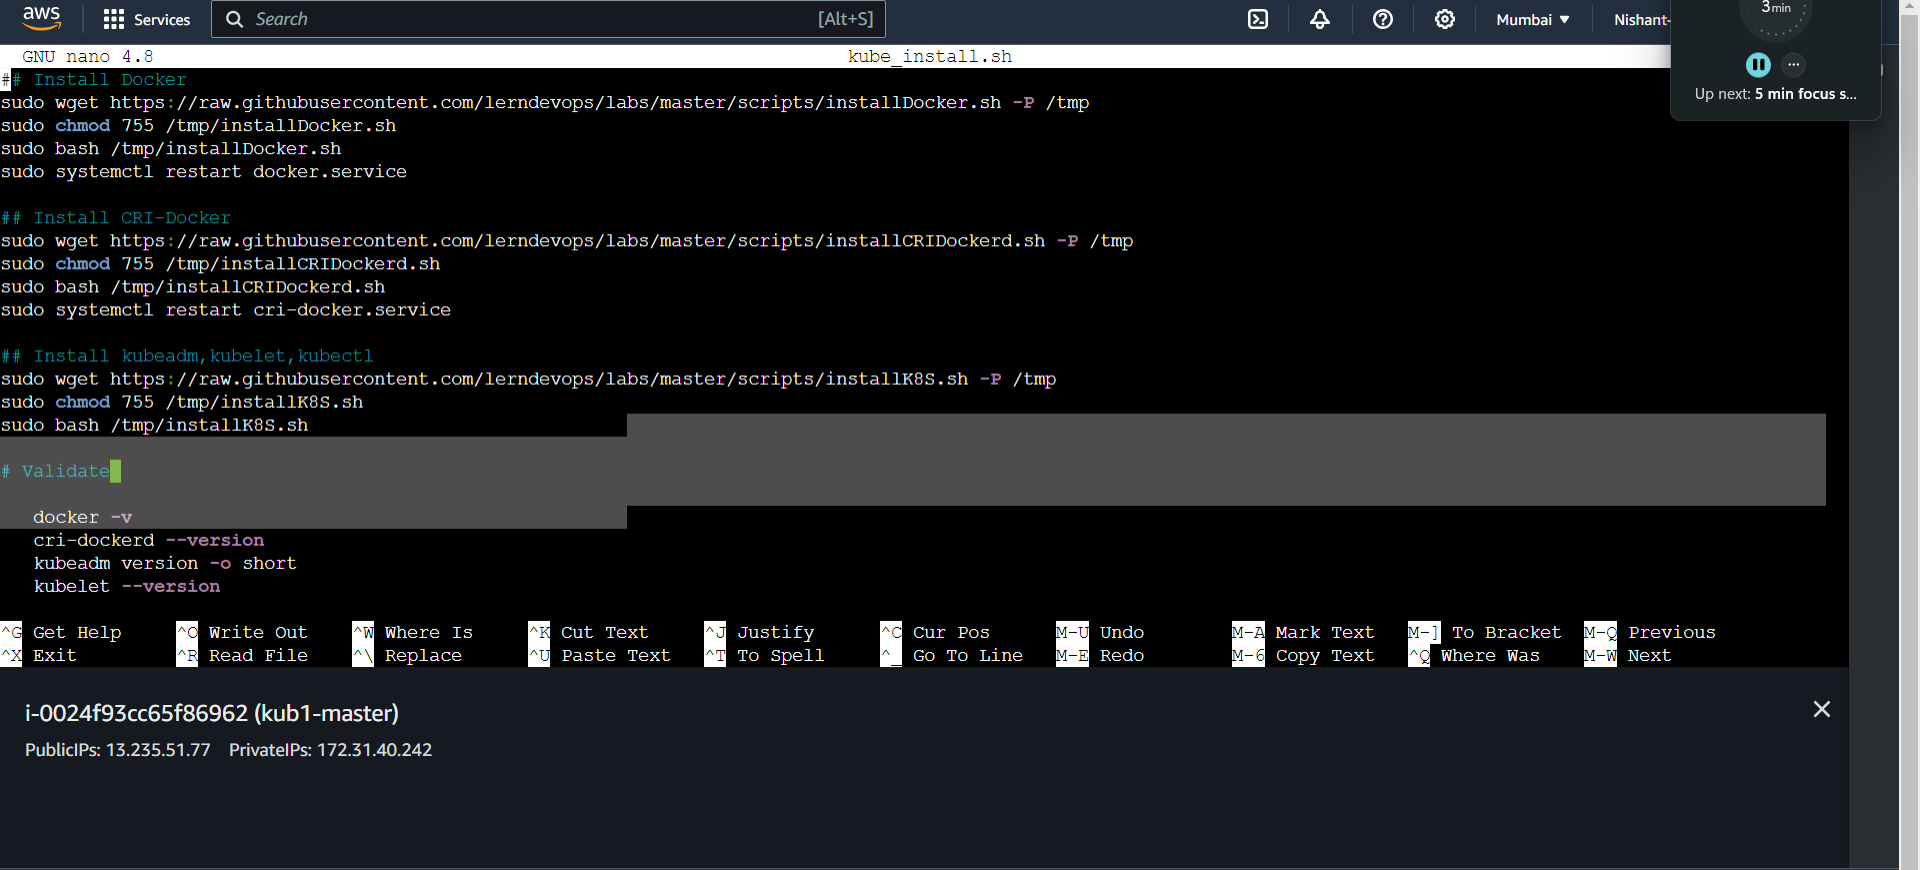 aws
Services
Search [Alt+S]
Mumbai ▼
Nishant-
3 min
Up next: 5 min focus s...
GNU nano 4.8 kube_install.sh
## Install Docker
sudo wget https://raw.githubusercontent.com/lerndevops/labs/master/scripts/installDocker.sh -P /tmp
sudo chmod 755 /tmp/installDocker.sh
sudo bash /tmp/installDocker.sh
sudo systemctl restart docker.service
## Install CRI-Docker
sudo wget https://raw.githubusercontent.com/lerndevops/labs/master/scripts/installCRIDockerd.sh -P /tmp
sudo chmod 755 /tmp/installCRIDockerd.sh
sudo bash /tmp/installCRIDockerd.sh
sudo systemctl restart cri-docker.service
## Install kubeadm,kubelet,kubectl
sudo wget https://raw.githubusercontent.com/lerndevops/labs/master/scripts/installK8S.sh -P /tmp
sudo chmod 755 /tmp/installK8S.sh
sudo bash /tmp/installK8S.sh
# Validate
docker -v
cri-dockerd --version
kubeadm version -o short
kubelet --version
^G Get Help ^O Write Out ^W Where Is ^K Cut Text ^J Justify ^C Cur Pos M-U Undo M-A Mark Text M-] To Bracket M-Q Previous
^X Exit ^R Read File ^\ Replace ^U Paste Text ^T To Spell ^_ Go To Line M-E Redo M-6 Copy Text ^Q Where Was M-W Next
i-0024f93cc65f86962 (kub1-master)
PublicIPs: 13.235.51.77 PrivateIPs: 172.31.40.242